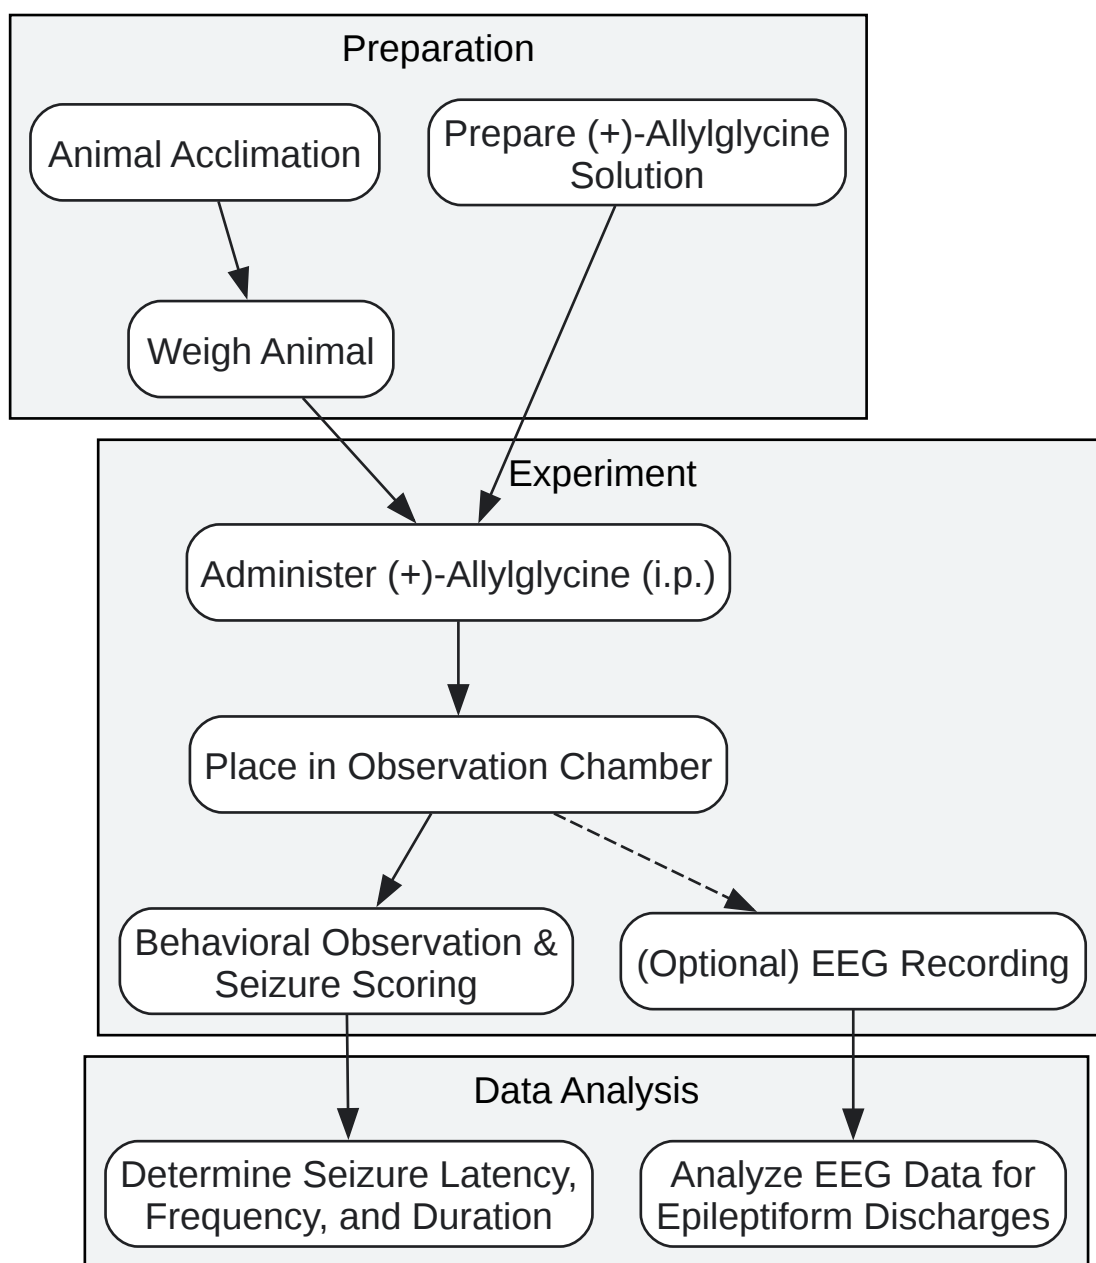 Preparation
Animal Acclimation
Prepare (+)-Allylglycine
Solution
Weigh Animal
Experiment
Administer (+)-Allylglycine (i.p.)
Place in Observation Chamber
Behavioral Observation &
Seizure Scoring
(Optional) EEG Recording
Data Analysis
Determine Seizure Latency,
Frequency, and Duration
Analyze EEG Data for
Epileptiform Discharges